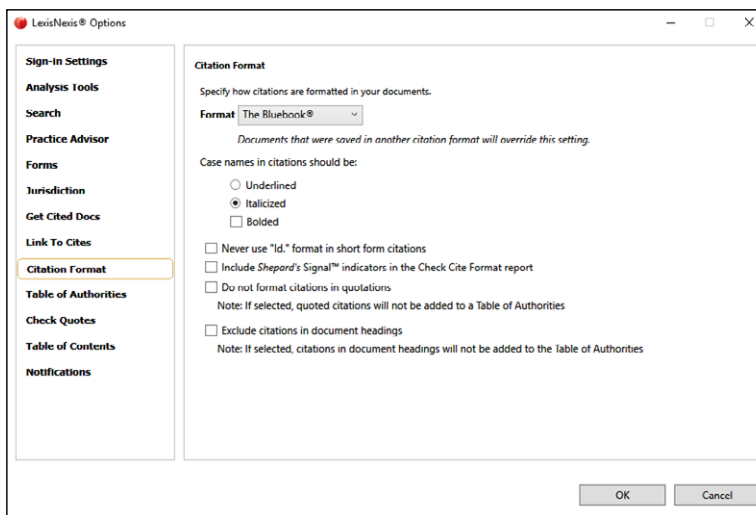 LexisNexis® Options
Sign-in Settings
Analysis Tools
Search
Practice Advisor
Forms
Jurisdiction
Get Cited Docs
Link To Cites
Citation Format
Table of Authorities
Check Quotes
Table of Contents
Notifications
Citation Format
Specify how citations are formatted in your documents.
Format The Bluebook®
Documents that were saved in another citation format will override this setting.
Case names in citations should be:
Underlined
Italicized
Bolded
Never use "Id." format in short form citations
Include Shepard's Signal™ indicators in the Check Cite Format report
Do not format citations in quotations
Note: If selected, quoted citations will not be added to a Table of Authorities
Exclude citations in document headings
Note: If selected, citations in document headings will not be added to the Table of Authorities
OK Cancel